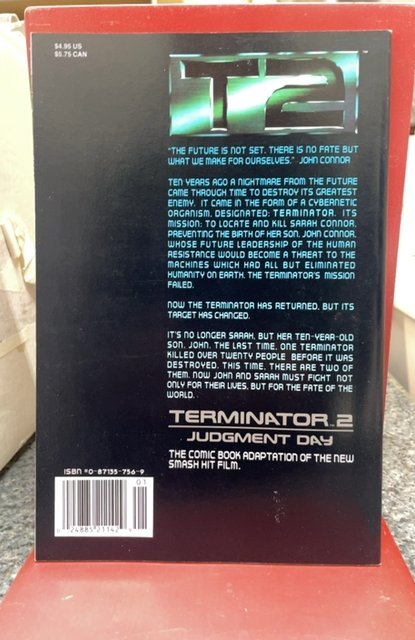 $4.95 US
$5.75 CAN
T2
"THE FUTURE IS NOT SET. THERE IS NO FATE BUT
WHAT WE MAKE FOR OURSELVES." JOHN CONNOR
TEN YEARS AGO A NIGHTMARE FROM THE FUTURE
CAME THROUGH TIME TO DESTROY ITS GREATEST
ENEMY. IT CAME IN THE FORM OF A CYBERNETIC
ORGANISM, DESIGNATED: TERMINATOR. ITS
MISSION: TO LOCATE AND KILL SARAH CONNOR,
PREVENTING THE BIRTH OF HER SON, JOHN CONNOR,
WHOSE FUTURE LEADERSHIP OF THE HUMAN
RESISTANCE WOULD BECOME A THREAT TO THE
MACHINES WHICH HAD ALL BUT ELIMINATED
HUMANITY ON EARTH. THE TERMINATOR'S MISSION
FAILED.
NOW THE TERMINATOR HAS RETURNED, BUT ITS
TARGET HAS CHANGED.
IT'S NO LONGER SARAH, BUT HER TEN-YEAR-OLD
SON, JOHN. THE LAST TIME, ONE TERMINATOR
KILLED OVER TWENTY PEOPLE BEFORE IT WAS
DESTROYED. THIS TIME, THERE ARE TWO OF
THEM. NOW JOHN AND SARAH MUST FIGHT NOT
ONLY FOR THEIR LIVES, BUT FOR THE FATE OF THE
WORLD.
TERMINATOR 2
JUDGMENT DAY
THE COMIC BOOK ADAPTATION OF THE NEW
SMASH HIT FILM.
ISBN #0-87135-756-9
01
0 24885 21142